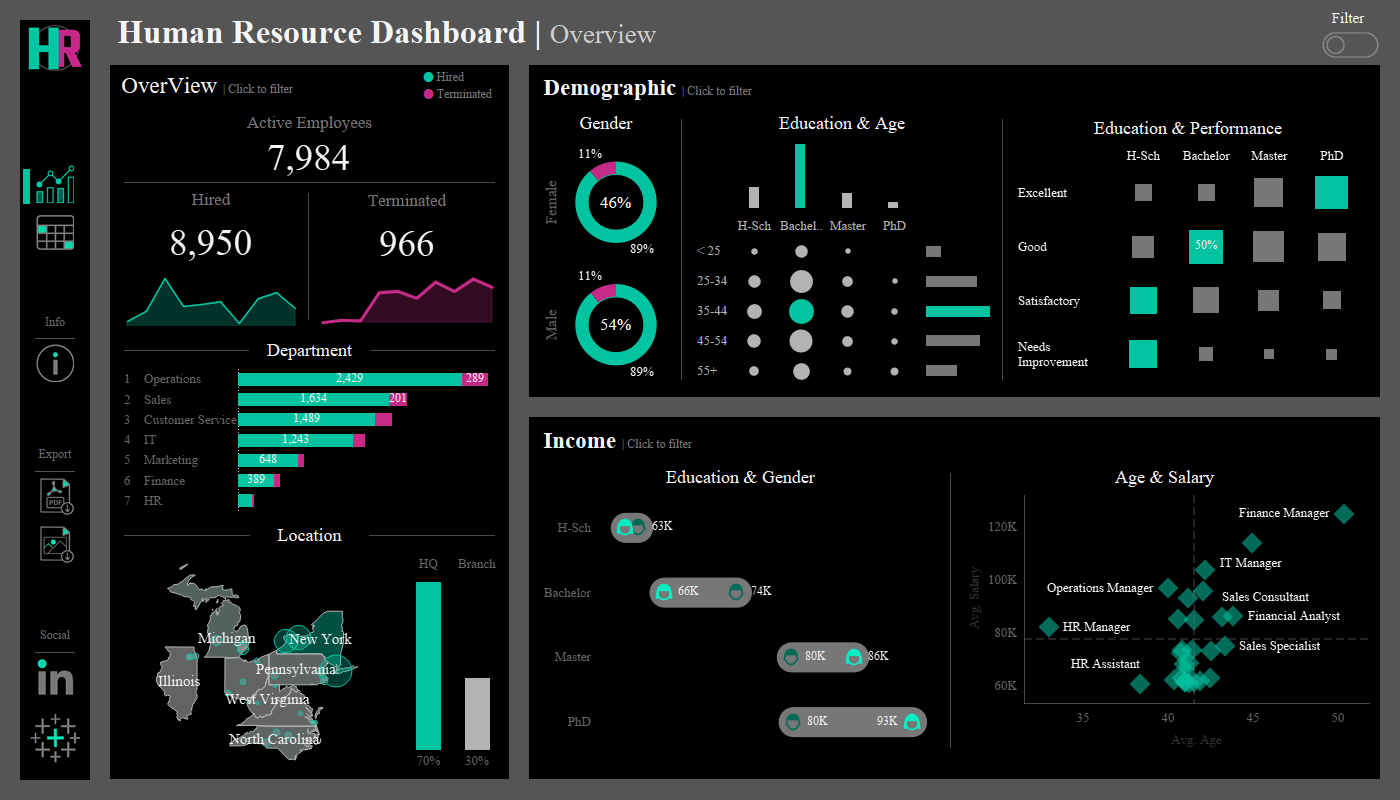 HR
Human Resource Dashboard | Overview
Filter
Info
Export
PDF
Social
in
OverView | Click to filter
Hired
Terminated
Active Employees
7,984
Hired
8,950
Terminated
966
Department
1 Operations 2,429 289
2 Sales 1,634 201
3 Customer Service 1,489
4 IT 1,243
5 Marketing 648
6 Finance 389
7 HR
Location
Michigan
New York
Pennsylvania
Illinois
West Virginia
North Carolina
HQ Branch
70% 30%
Demographic | Click to filter
Gender
11%
Female
46%
89%
11%
Male
54%
89%
Education & Age
H-Sch Bachel.. Master PhD
< 25
25-34
35-44
45-54
55+
Education & Performance
H-Sch Bachelor Master PhD
Excellent
Good 50%
Satisfactory
Needs
Improvement
Income | Click to filter
Education & Gender
H-Sch 63K
Bachelor 66K 74K
Master 80K 86K
PhD 80K 93K
Age & Salary
Avg. Salary
120K
100K
80K
60K
Finance Manager
IT Manager
Operations Manager
Sales Consultant
Financial Analyst
HR Manager
Sales Specialist
HR Assistant
35 40 45 50
Avg. Age